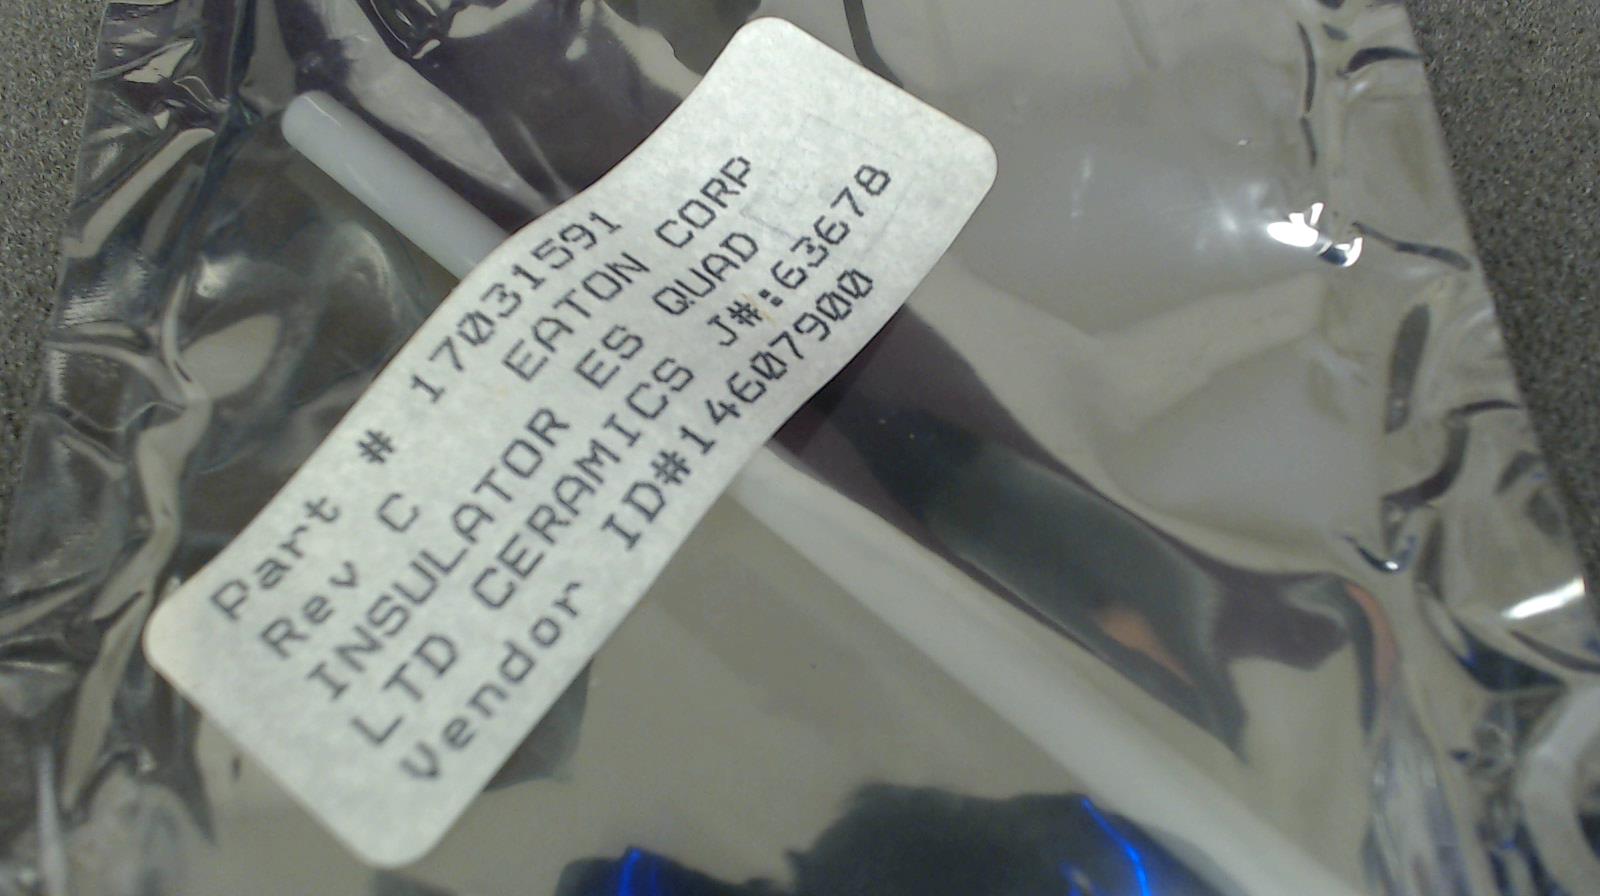 Part # 17031591
Rev C EATON CORP
INSULATOR ES QUAD
LTD CERAMICS J#:63678
Vendor ID#14607900